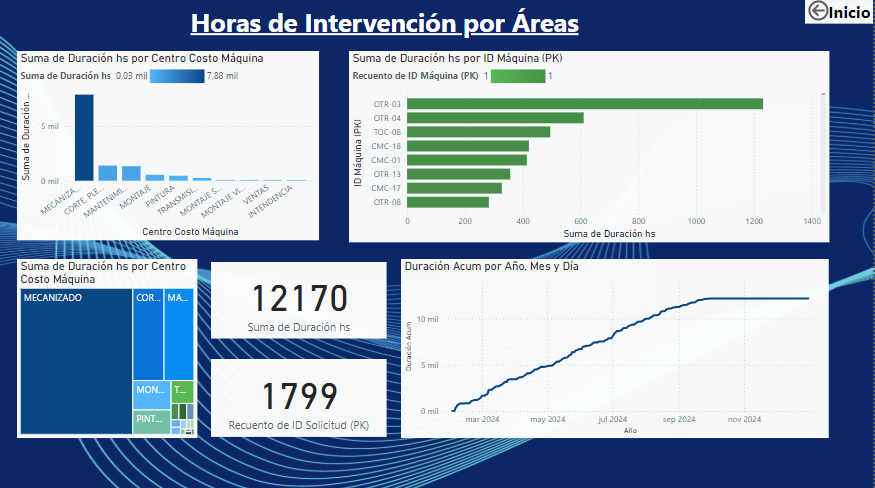 Horas de Intervención por Áreas
Inicio
Suma de Duración hs por Centro Costo Máquina
Suma de Duración hs 0,03 mil 7,88 mil
Suma de Duración ...
5 mil
0 mil
MECANIZA...
CORTE, PLE...
MANTENIMI...
MONTAJE
PINTURA
TRANSMISI...
MONTAJE S...
MONTAJE VI...
VENTAS
INTENDENCIA
Centro Costo Máquina
Suma de Duración hs por ID Máquina (PK)
Recuento de ID Máquina (PK) 1 1
ID Máquina (PK)
OTR-03
OTR-04
TOC-08
CMC-18
CMC-01
OTR-13
CMC-17
OTR-08
0 200 400 600 800 1000 1200 1400
Suma de Duración hs
Suma de Duración hs por Centro
Costo Máquina
MECANIZADO
COR...
MA...
MON...
T...
PINT...
12170
Suma de Duración hs
1799
Recuento de ID Solicitud (PK)
Duración Acum por Año, Mes y Día
Duración Acum
10 mil
5 mil
0 mil
mar 2024 may 2024 jul 2024 sep 2024 nov 2024
Año